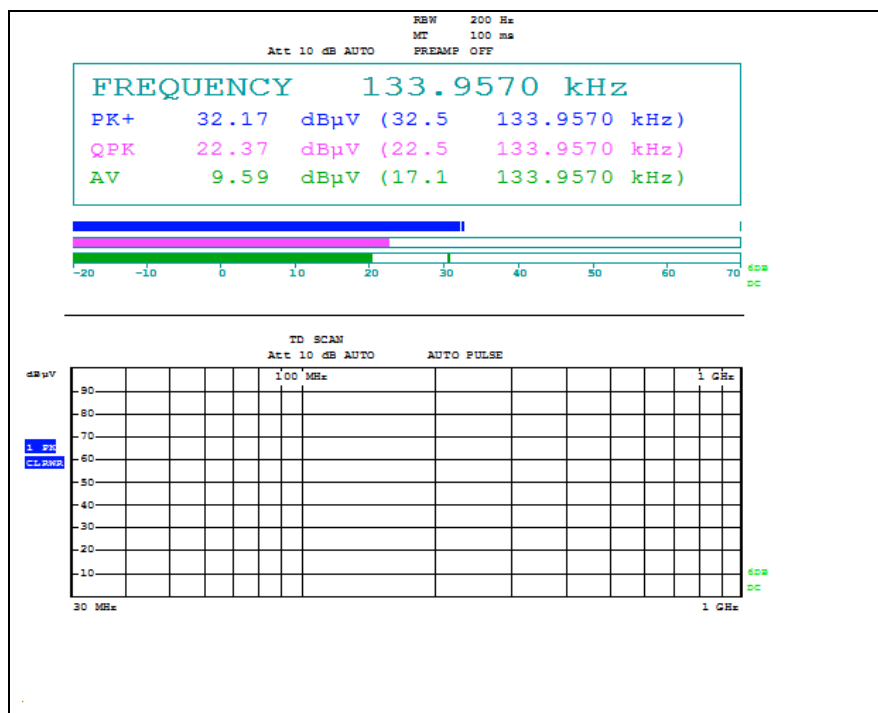 RBW 200 Hz
MT 100 ms
Att 10 dB AUTO PREAMP OFF
FREQUENCY 133.9570 kHz
PK+ 32.17 dBµV (32.5 133.9570 kHz)
QPK 22.37 dBµV (22.5 133.9570 kHz)
AV 9.59 dBµV (17.1 133.9570 kHz)
-20 -10 0 10 20 30 40 50 60 70
6DB
DC
TD SCAN
Att 10 dB AUTO AUTO PULSE
dBµV
100 MHz 1 GHz
90
80
70
1 PK
60
CLRWR
50
40
30
20
10
6DB
DC
30 MHz 1 GHz